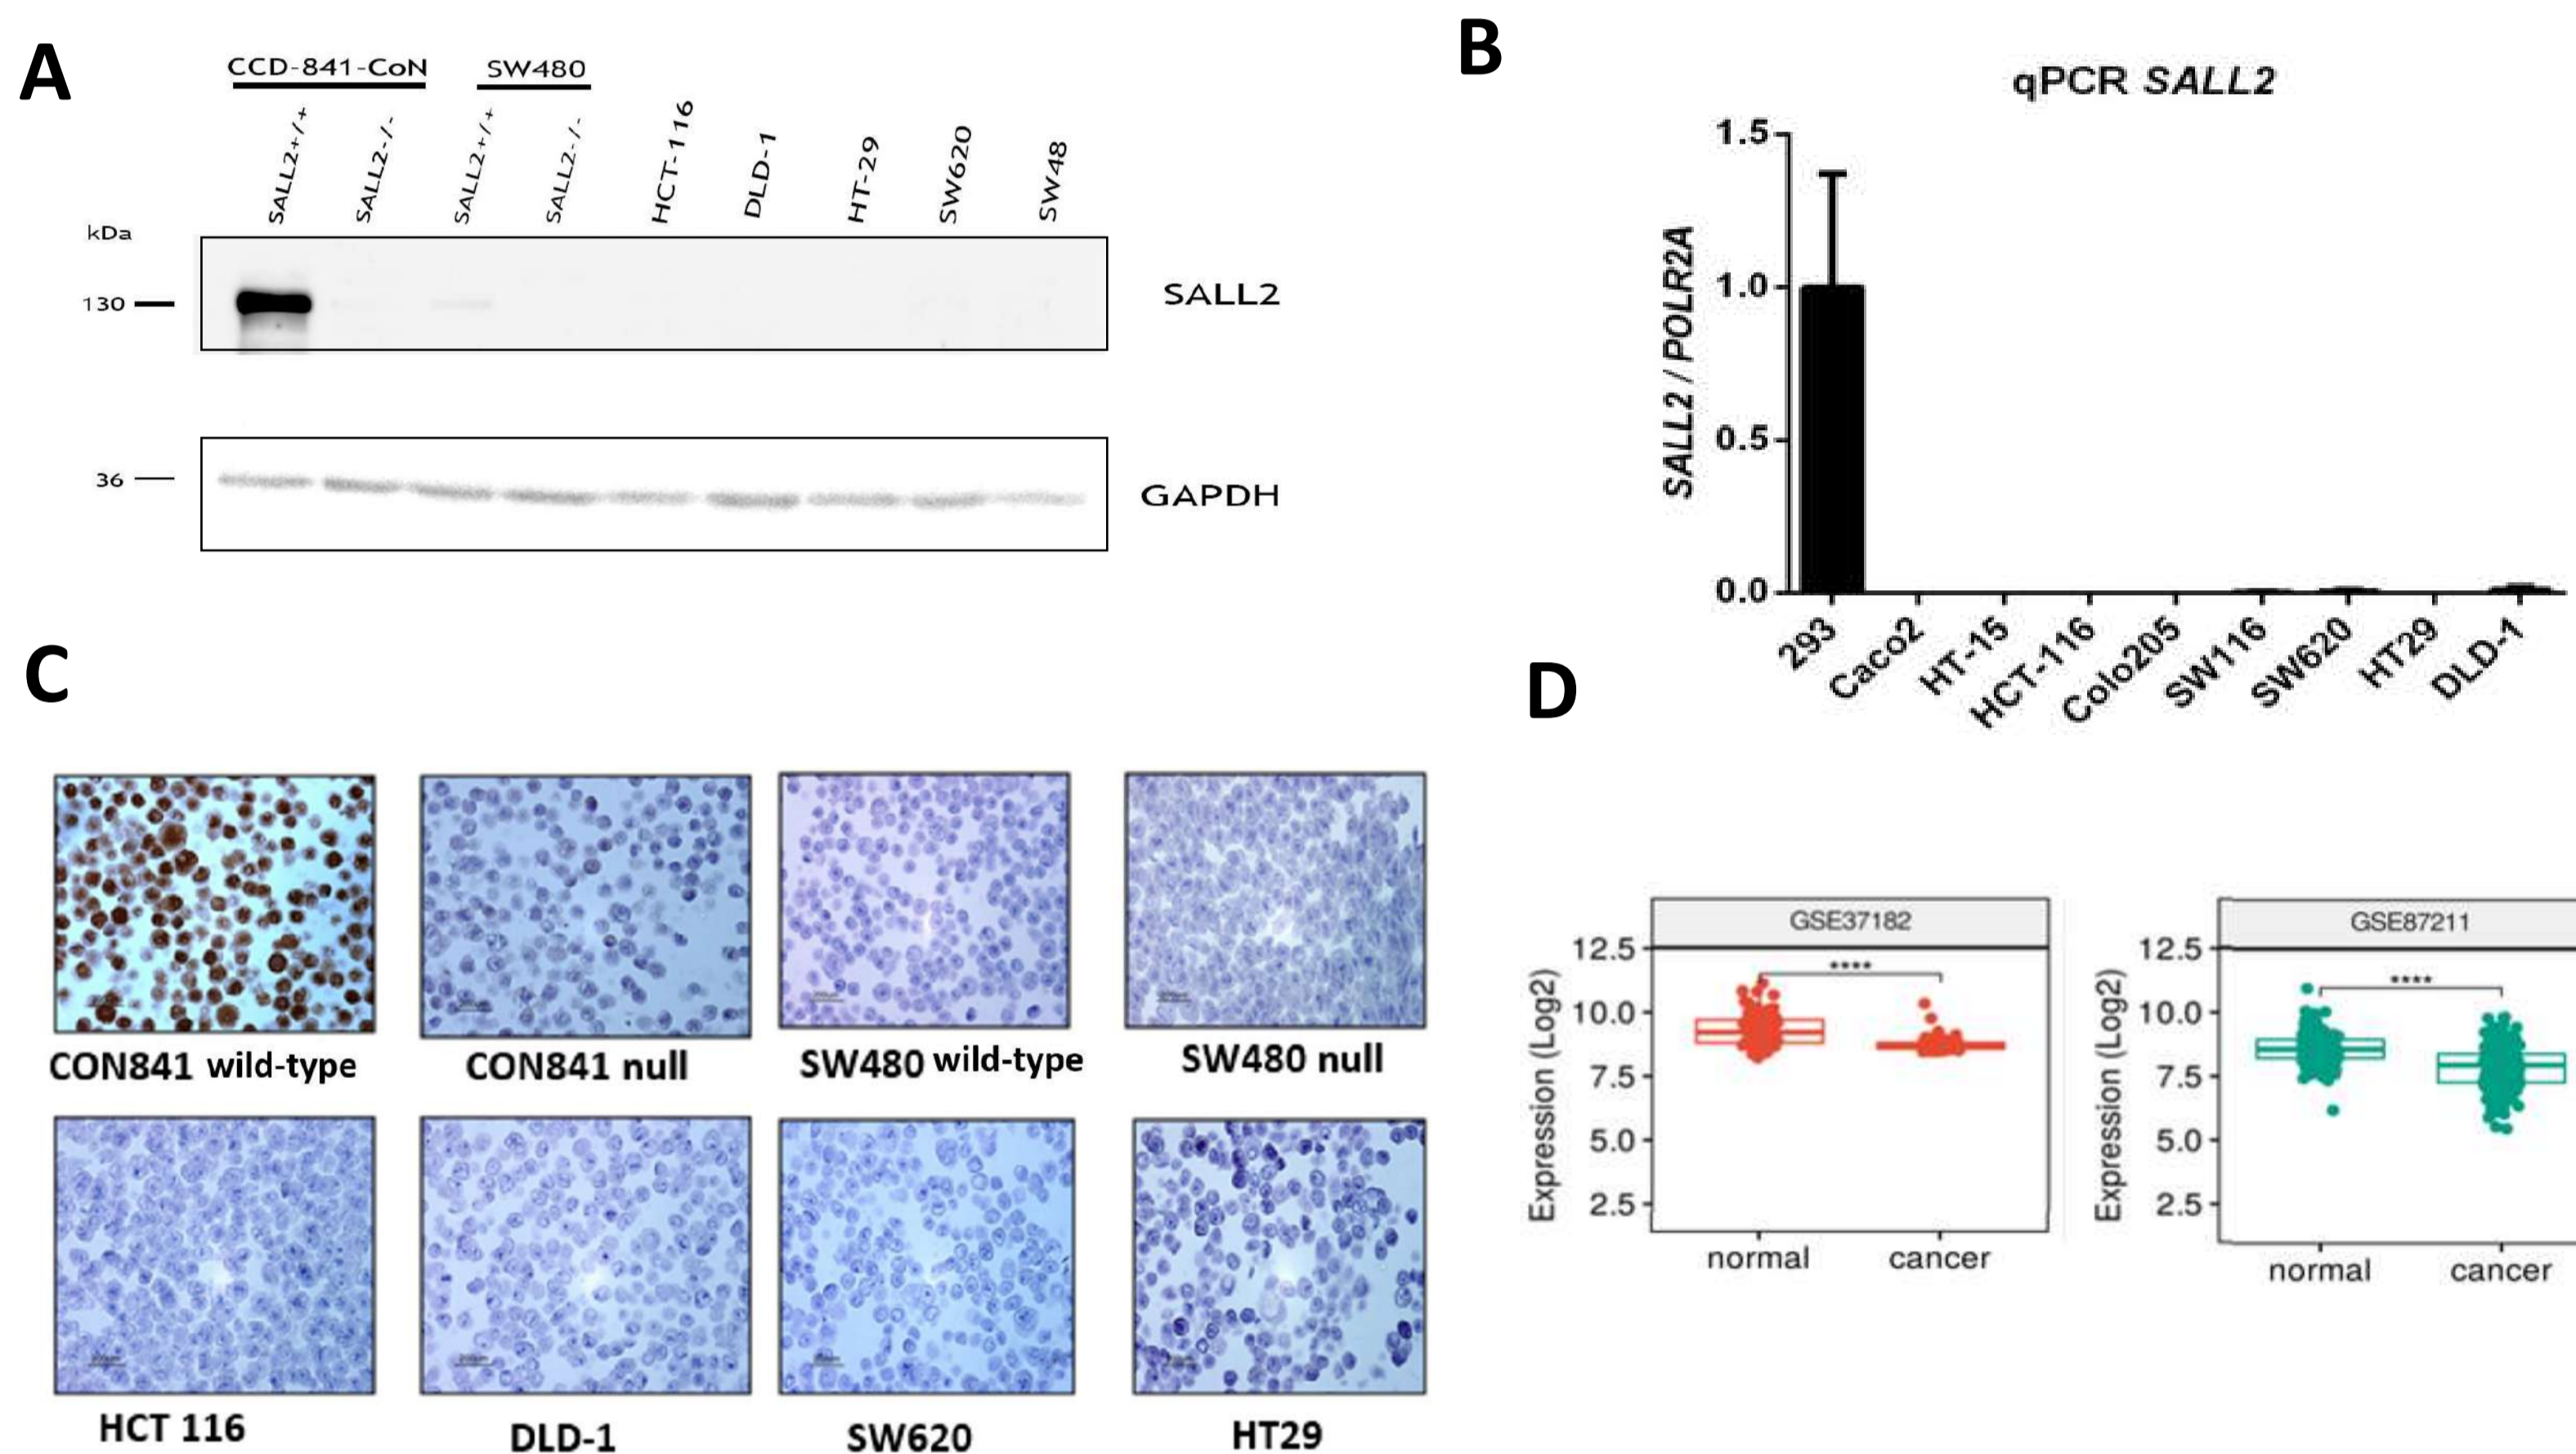 A
CCD-841-CoN
SW480
SALL2+/+
SALL2-/-
SALL2+/+
SALL2-/-
HCT-116
DLD-1
HT-29
SW620
SW48
kDa
130
SALL2
36
GAPDH
B
qPCR SALL2
SALL2 / POLR2A
1.5
1.0
0.5
0.0
293
Caco2
HT-15
HCT-116
Colo205
SW116
SW620
HT29
DLD-1
C
CON841 wild-type
CON841 null
SW480 wild-type
SW480 null
HCT 116
DLD-1
SW620
HT29
D
GSE37182
Expression (Log2)
12.5
10.0
7.5
5.0
2.5
****
normal
cancer
GSE87211
Expression (Log2)
12.5
10.0
7.5
5.0
2.5
****
normal
cancer